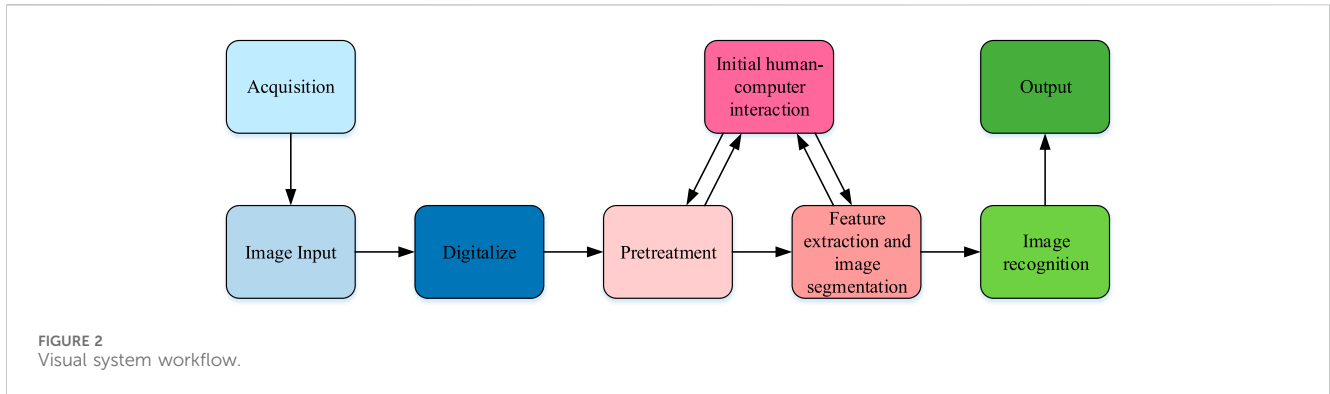 Acquisition
Initial human-
computer
interaction
Output
Image Input
Digitalize
Pretreatment
Feature
extraction and
image
segmentation
Image
recognition
FIGURE 2
Visual system workflow.